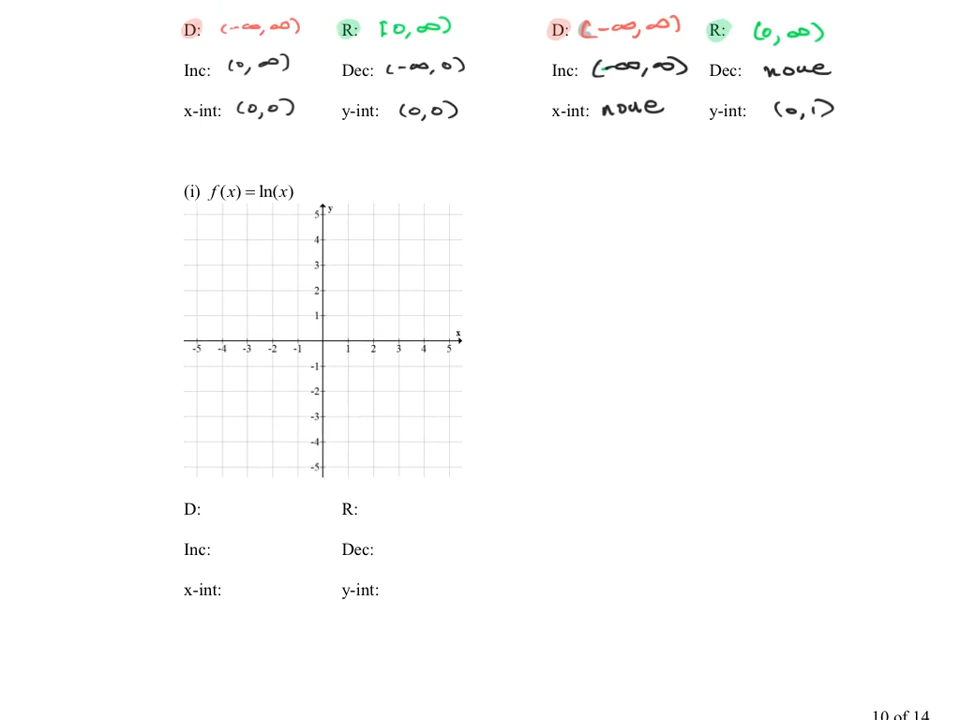 D: (-∞,∞) R: [0,∞) D: (-∞,∞) R: (0,∞)
Inc: (0,∞) Dec: (-∞,0) Inc: (-∞,∞) Dec: none
x-int: (0,0) y-int: (0,0) x-int: none y-int: (0,1)
(i) f(x) = ln(x)
y
5
4
3
2
1
x
-5 -4 -3 -2 -1 1 2 3 4 5
-1
-2
-3
-4
-5
D: R:
Inc: Dec:
x-int: y-int:
10 of 14